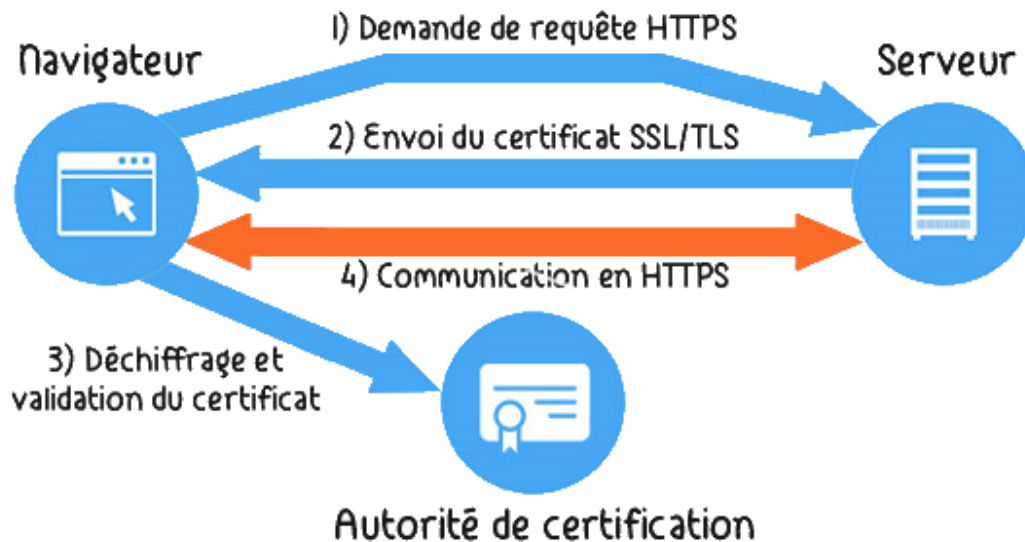 1) Demande de requête HTTPS
Navigateur
Serveur
2) Envoi du certificat SSL/TLS
4) Communication en HTTPS
3) Déchiffrage et
validation du certificat
Autorité de certification